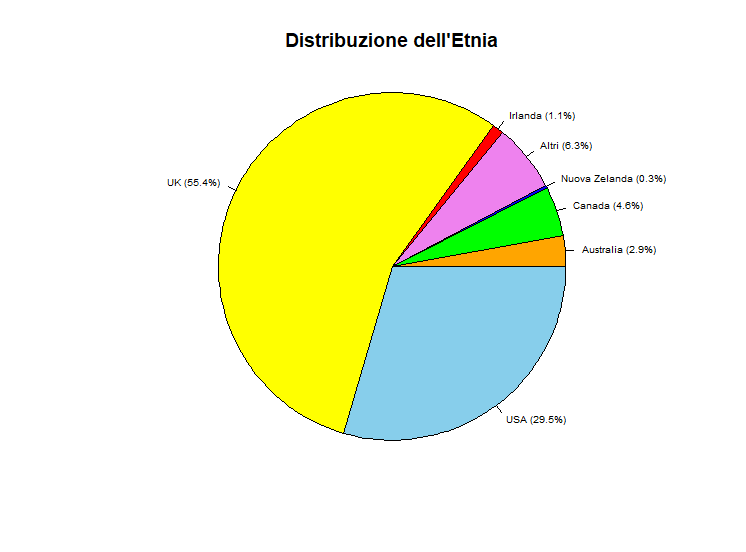 Distribuzione dell'Etnia
Irlanda (1.1%)
Altri (6.3%)
Nuova Zelanda (0.3%)
UK (55.4%)
Canada (4.6%)
Australia (2.9%)
USA (29.5%)